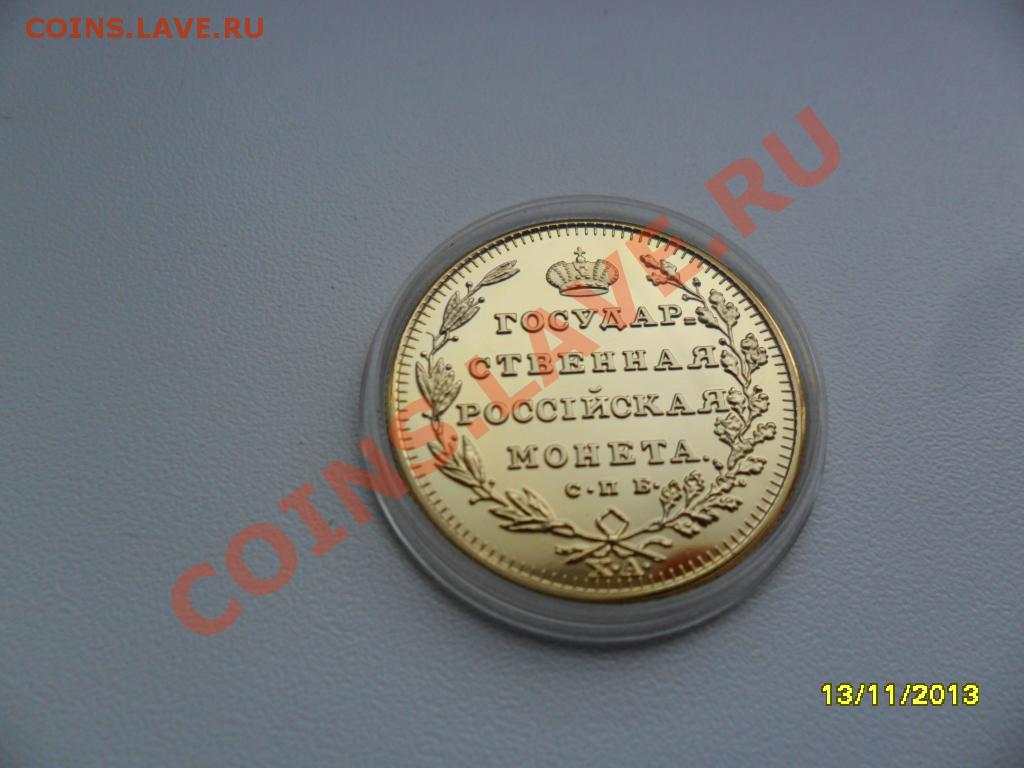 COINS.LAVE.RU
COINS.LAVE.RU
ГОСУДАР-
СТВЕННАЯ
РОССІЙСКАЯ
МОНЕТА.
С·П Б·
Х·А·
13/11/2013